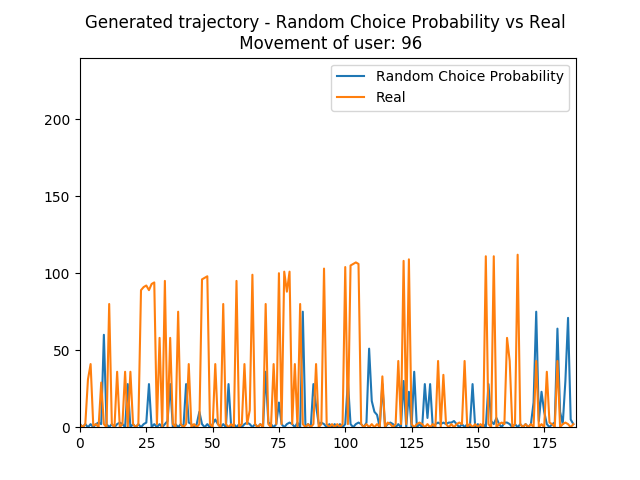 Generated trajectory - Random Choice Probability vs Real
Movement of user: 96
Random Choice Probability
Real
200
150
100
50
0
0 25 50 75 100 125 150 175